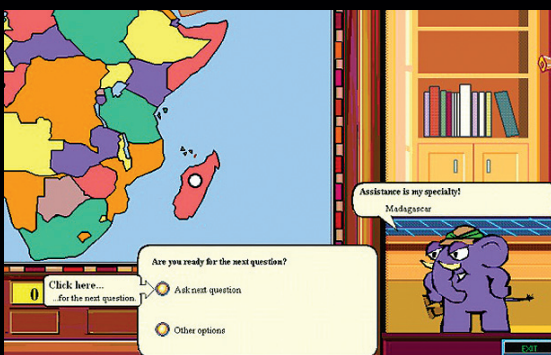 Assistance is my specialty!
Madagascar
Are you ready for the next question?
0
Click here...
...for the next question.
Ask next question
Other options
EXIT